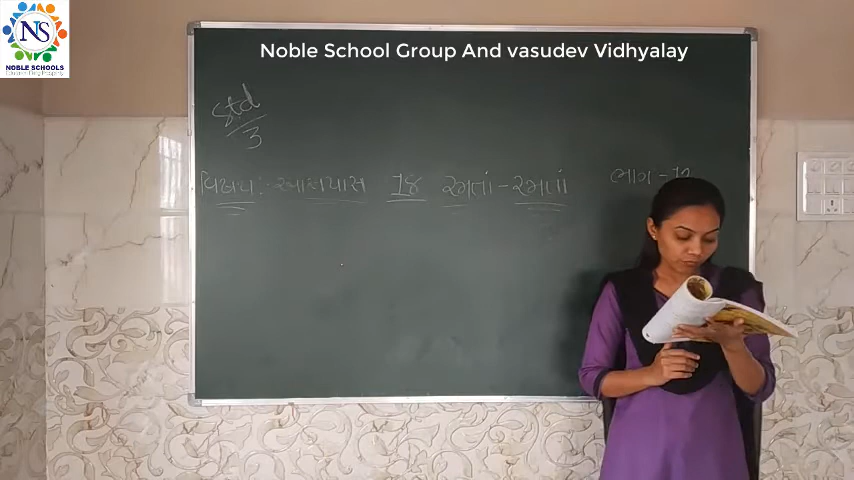 NS
NOBLE SCHOOLS
Noble School Group And vasudev Vidhyalay
Std
3
વિષય :- આસપાસ 18 રમતાં - રમતાં ભાગ -